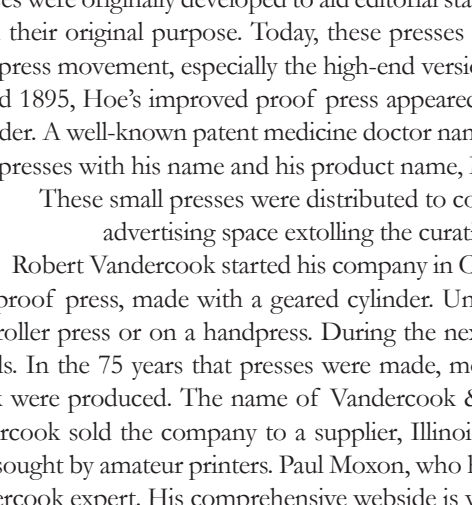 es were originally developed to aid editorial sta
their original purpose. Today, these presses
press movement, especially the high-end versi
d 1895, Hoe's improved proof press appeared
der. A well-known patent medicine doctor nam
presses with his name and his product name,
These small presses were distributed to co
advertising space extolling the curati
Robert Vandercook started his company in C
proof press, made with a geared cylinder. Un
roller press or on a handpress. During the nex
ls. In the 75 years that presses were made, mo
were produced. The name of Vandercook &
rcook sold the company to a supplier, Illinoi
sought by amateur printers. Paul Moxon, who h
ercook expert. His comprehensive webside is v